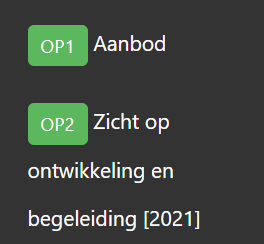 OP1 Aanbod
OP2 Zicht op
ontwikkeling en
begeleiding [2021]